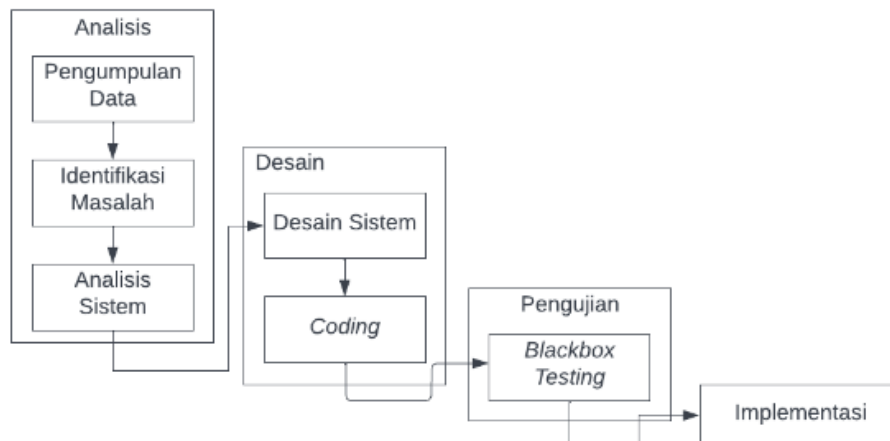 Analisis
Pengumpulan
Data
Identifikasi
Masalah
Analisis
Sistem
Desain
Desain Sistem
Coding
Pengujian
Blackbox
Testing
Implementasi